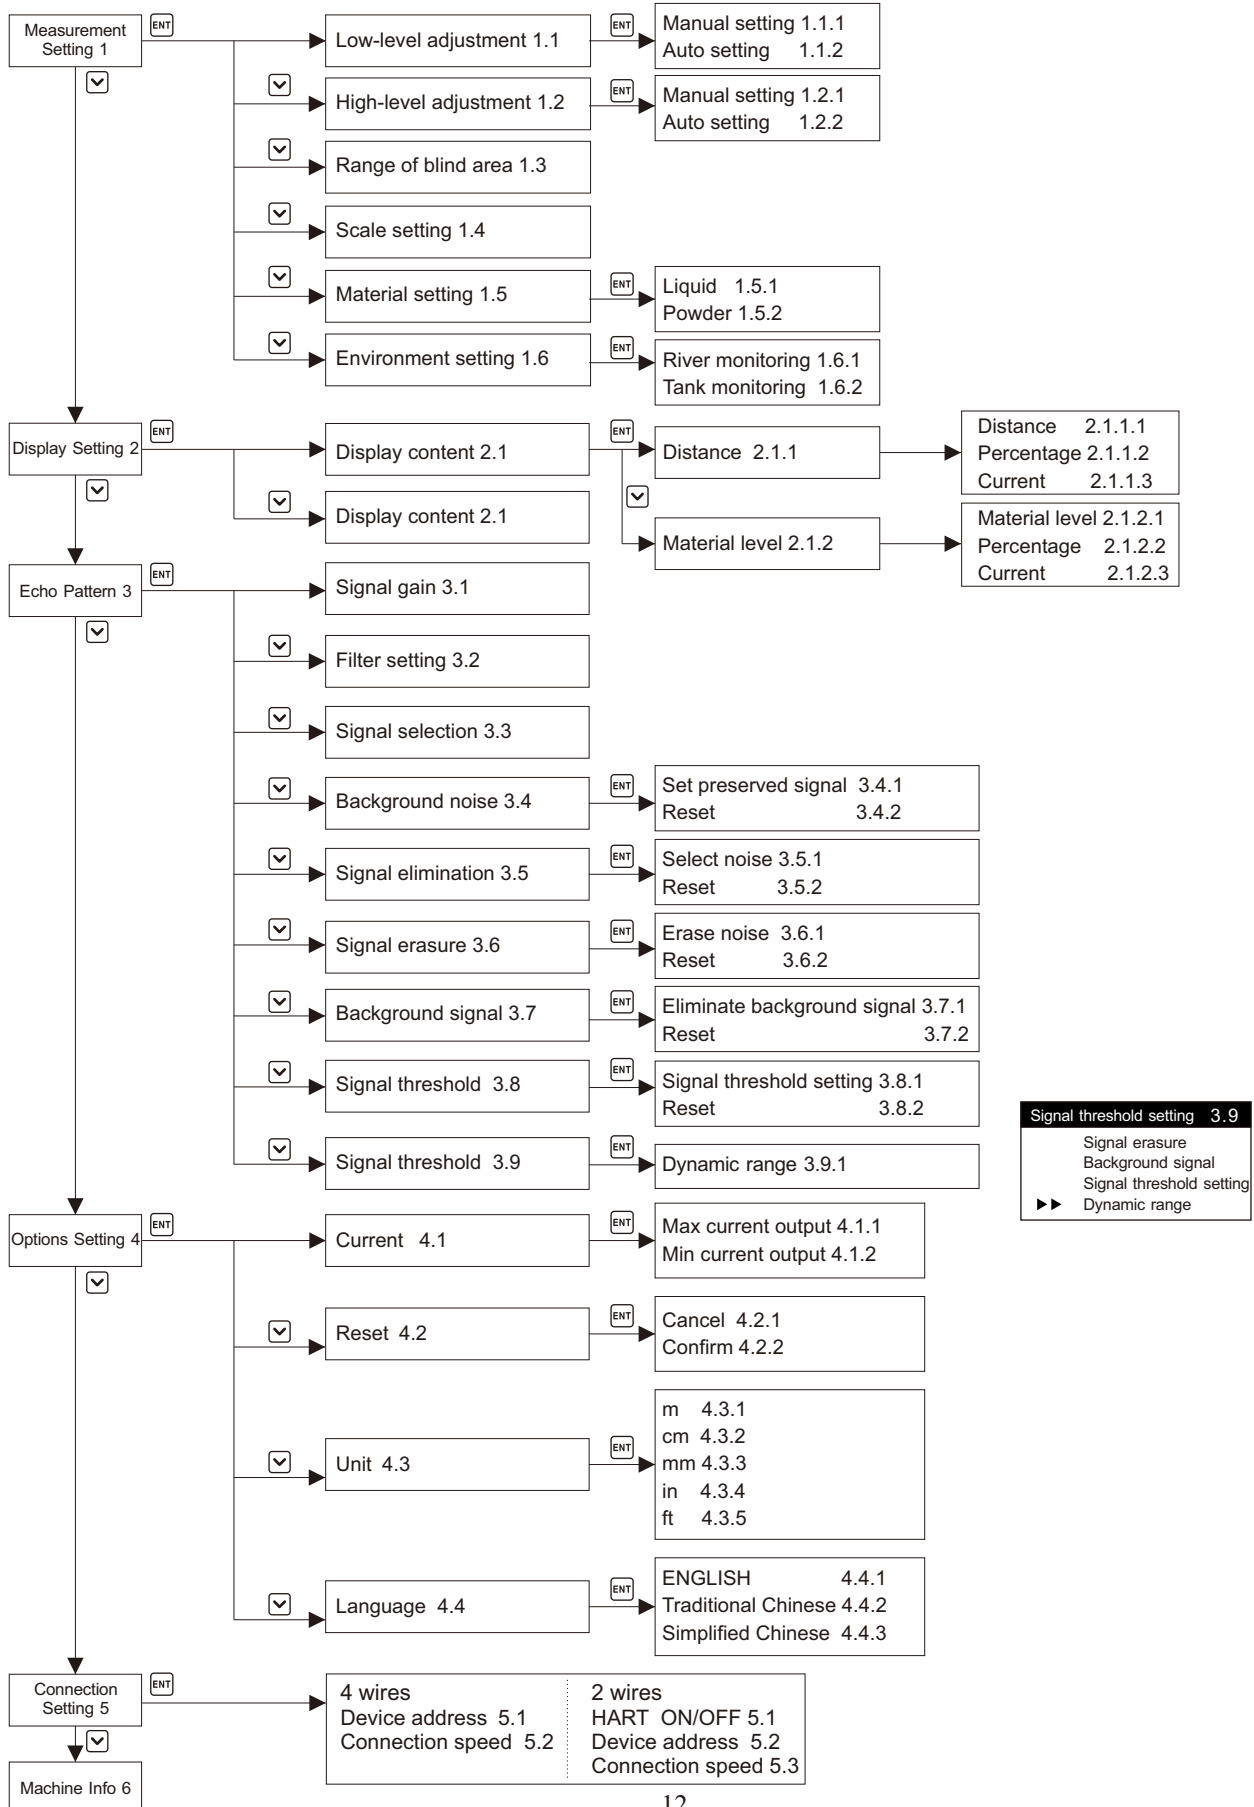 Measurement
Setting 1
ENT
Low-level adjustment 1.1
ENT
Manual setting 1.1.1
Auto setting 1.1.2
High-level adjustment 1.2
ENT
Manual setting 1.2.1
Auto setting 1.2.2
Range of blind area 1.3
Scale setting 1.4
Material setting 1.5
ENT
Liquid 1.5.1
Powder 1.5.2
Environment setting 1.6
ENT
River monitoring 1.6.1
Tank monitoring 1.6.2
Display Setting 2
ENT
Display content 2.1
ENT
Distance 2.1.1
Distance 2.1.1.1
Percentage 2.1.1.2
Current 2.1.1.3
Display content 2.1
Material level 2.1.2
Material level 2.1.2.1
Percentage 2.1.2.2
Current 2.1.2.3
Echo Pattern 3
ENT
Signal gain 3.1
Filter setting 3.2
Signal selection 3.3
Background noise 3.4
ENT
Set preserved signal 3.4.1
Reset 3.4.2
Signal elimination 3.5
ENT
Select noise 3.5.1
Reset 3.5.2
Signal erasure 3.6
ENT
Erase noise 3.6.1
Reset 3.6.2
Background signal 3.7
ENT
Eliminate background signal 3.7.1
Reset 3.7.2
Signal threshold 3.8
ENT
Signal threshold setting 3.8.1
Reset 3.8.2
Signal threshold 3.9
ENT
Dynamic range 3.9.1
Signal threshold setting 3.9
Signal erasure
Background signal
Signal threshold setting
Dynamic range
Options Setting 4
ENT
Current 4.1
ENT
Max current output 4.1.1
Min current output 4.1.2
Reset 4.2
ENT
Cancel 4.2.1
Confirm 4.2.2
Unit 4.3
ENT
m 4.3.1
cm 4.3.2
mm 4.3.3
in 4.3.4
ft 4.3.5
Language 4.4
ENT
ENGLISH 4.4.1
Traditional Chinese 4.4.2
Simplified Chinese 4.4.3
Connection
Setting 5
ENT
4 wires
Device address 5.1
Connection speed 5.2
2 wires
HART ON/OFF 5.1
Device address 5.2
Connection speed 5.3
Machine Info 6
12